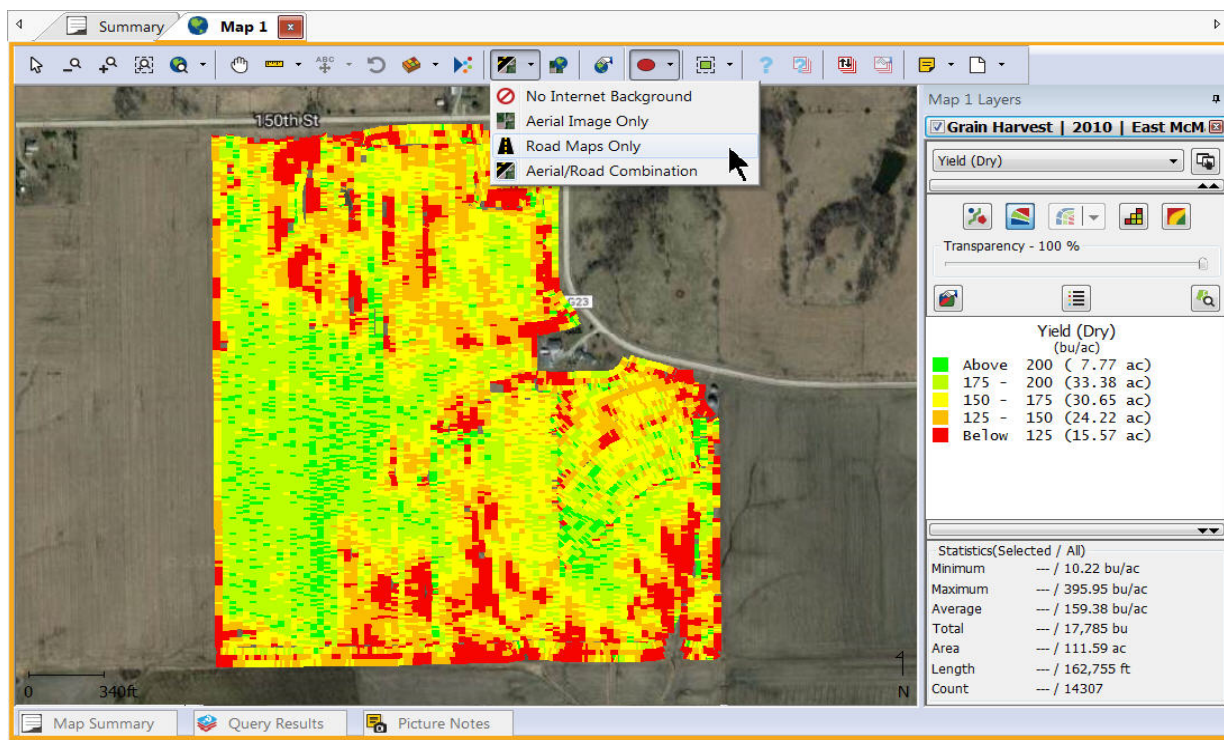 Summary
Map 1
ABC
No Internet Background
Aerial Image Only
Road Maps Only
Aerial/Road Combination
150th St
G23
0 340ft
N
Map 1 Layers
Grain Harvest | 2010 | East McM
Yield (Dry)
Transparency - 100 %
Yield (Dry)
(bu/ac)
Above 200 ( 7.77 ac)
175 - 200 (33.38 ac)
150 - 175 (30.65 ac)
125 - 150 (24.22 ac)
Below 125 (15.57 ac)
Statistics(Selected / All)
Minimum --- / 10.22 bu/ac
Maximum --- / 395.95 bu/ac
Average --- / 159.38 bu/ac
Total --- / 17,785 bu
Area --- / 111.59 ac
Length --- / 162,755 ft
Count --- / 14307
Map Summary
Query Results
Picture Notes